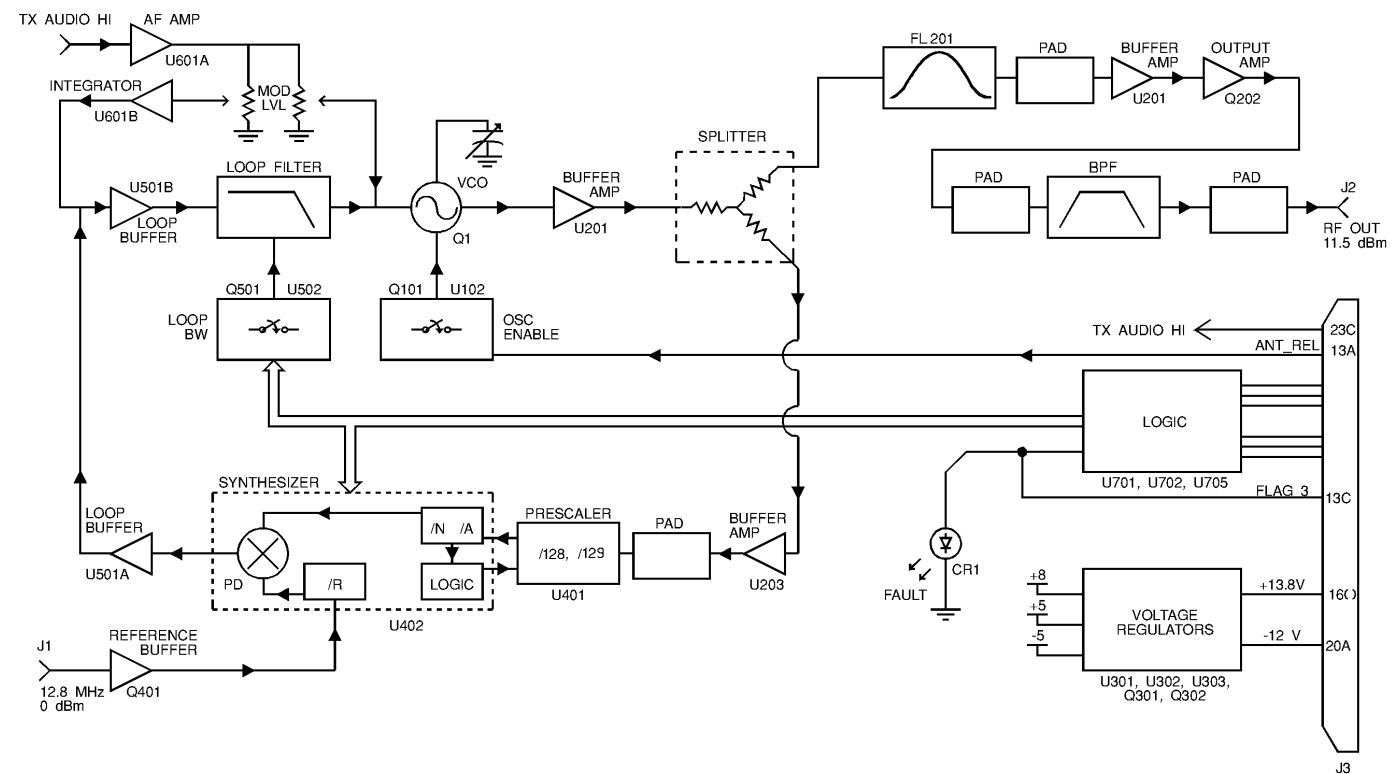 TX AUDIO HI
AF AMP
U601A
INTEGRATOR
U601B
MOD
LVL
FL201
PAD
BUFFER
AMP
U201
OUTPUT
AMP
Q202
SPLITTER
U501B
LOOP
BUFFER
LOOP FILTER
VCO
Q1
BUFFER
AMP
U201
PAD
BPF
PAD
J2
RF OUT
11.5 dBm
Q501 U502
LOOP
BW
Q101 U102
OSC
ENABLE
TX AUDIO HI
23C
ANT_REL
13A
LOGIC
U701, U702, U705
FLAG 3
13C
SYNTHESIZER
LOOP
BUFFER
U501A
PD
/N /A
LOGIC
/R
U402
PRESCALER
/128, /129
U401
PAD
BUFFER
AMP
U203
FAULT
CR1
+8
+5
-5
VOLTAGE
REGULATORS
U301, U302, U303,
Q301, Q302
+13.8V
-12 V
20A
J1
12.8 MHz
0 dBm
REFERENCE
BUFFER
Q401
J3